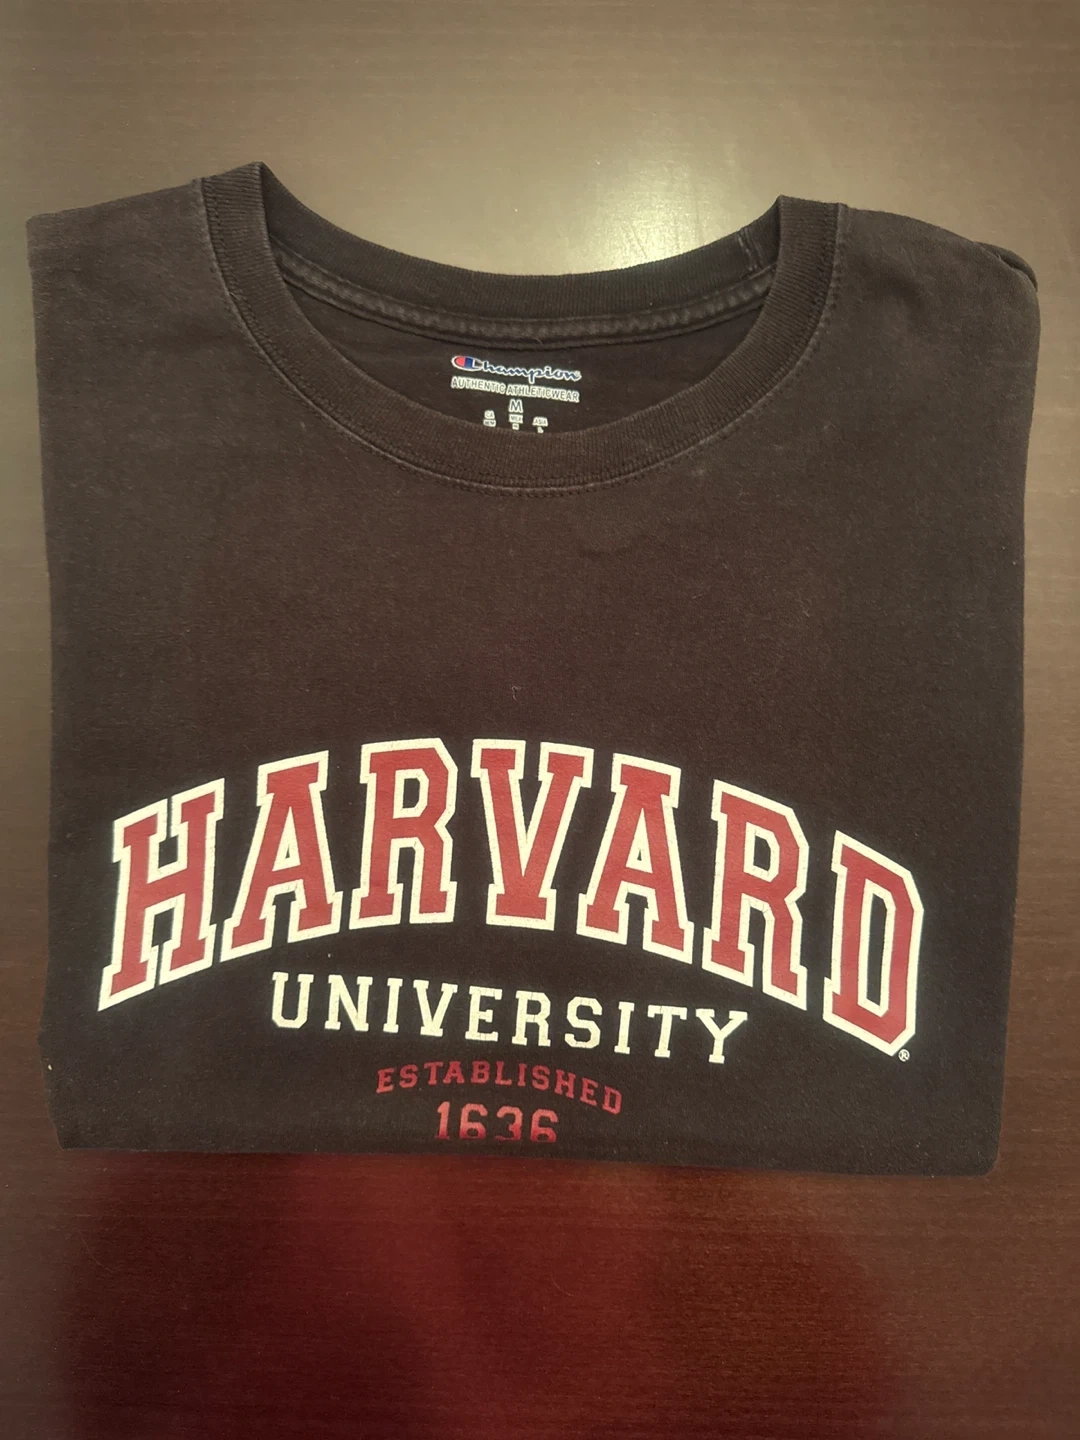 Champion
AUTHENTIC ATHLETICWEAR
M
HARVARD
®
UNIVERSITY
ESTABLISHED
1636